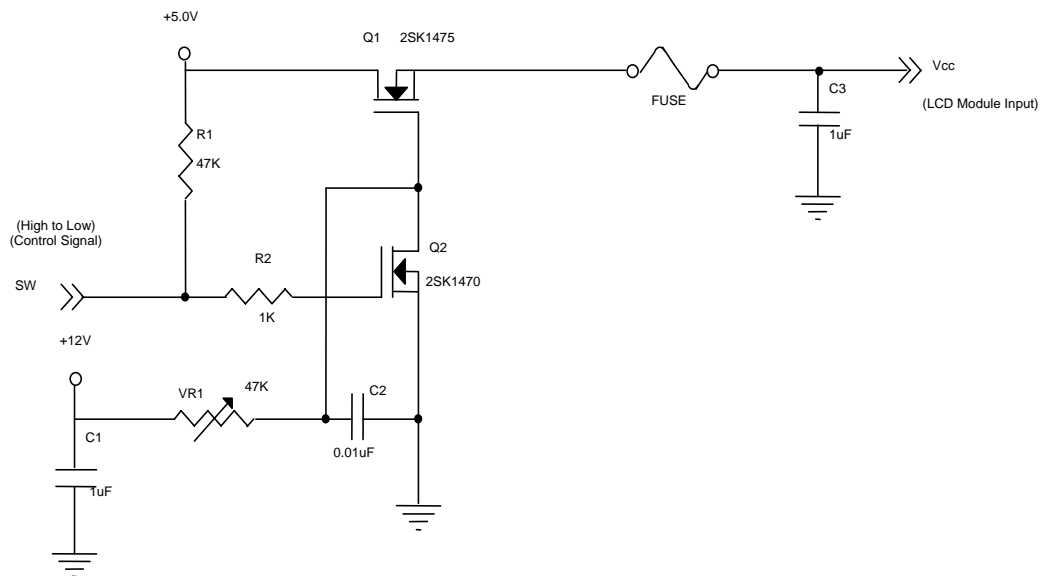 +5.0V
Q1 2SK1475
Vcc
FUSE
C3
(LCD Module Input)
R1
1uF
47K
(High to Low)
(Control Signal)
Q2
R2
2SK1470
SW
1K
+12V
VR1
47K
C2
C1
0.01uF
1uF